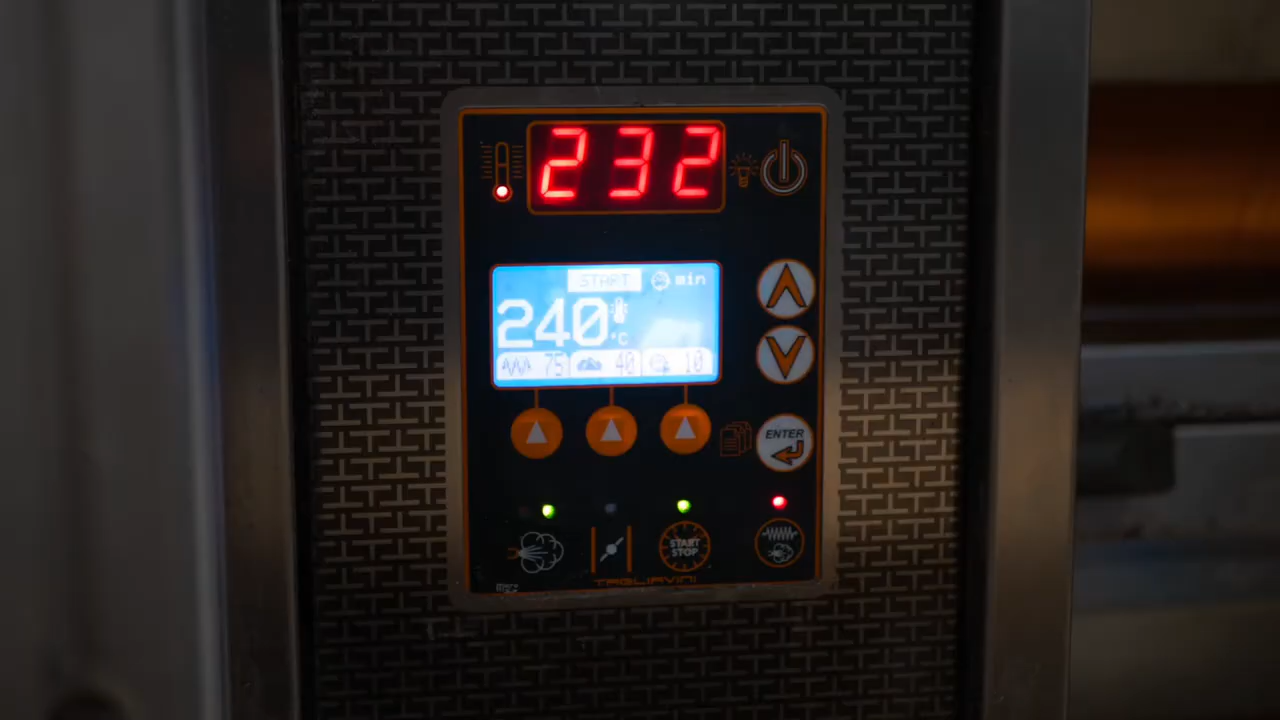 232
START min
240
°C
75 40 10
ENTER
START
STOP
TAGLIAVINI